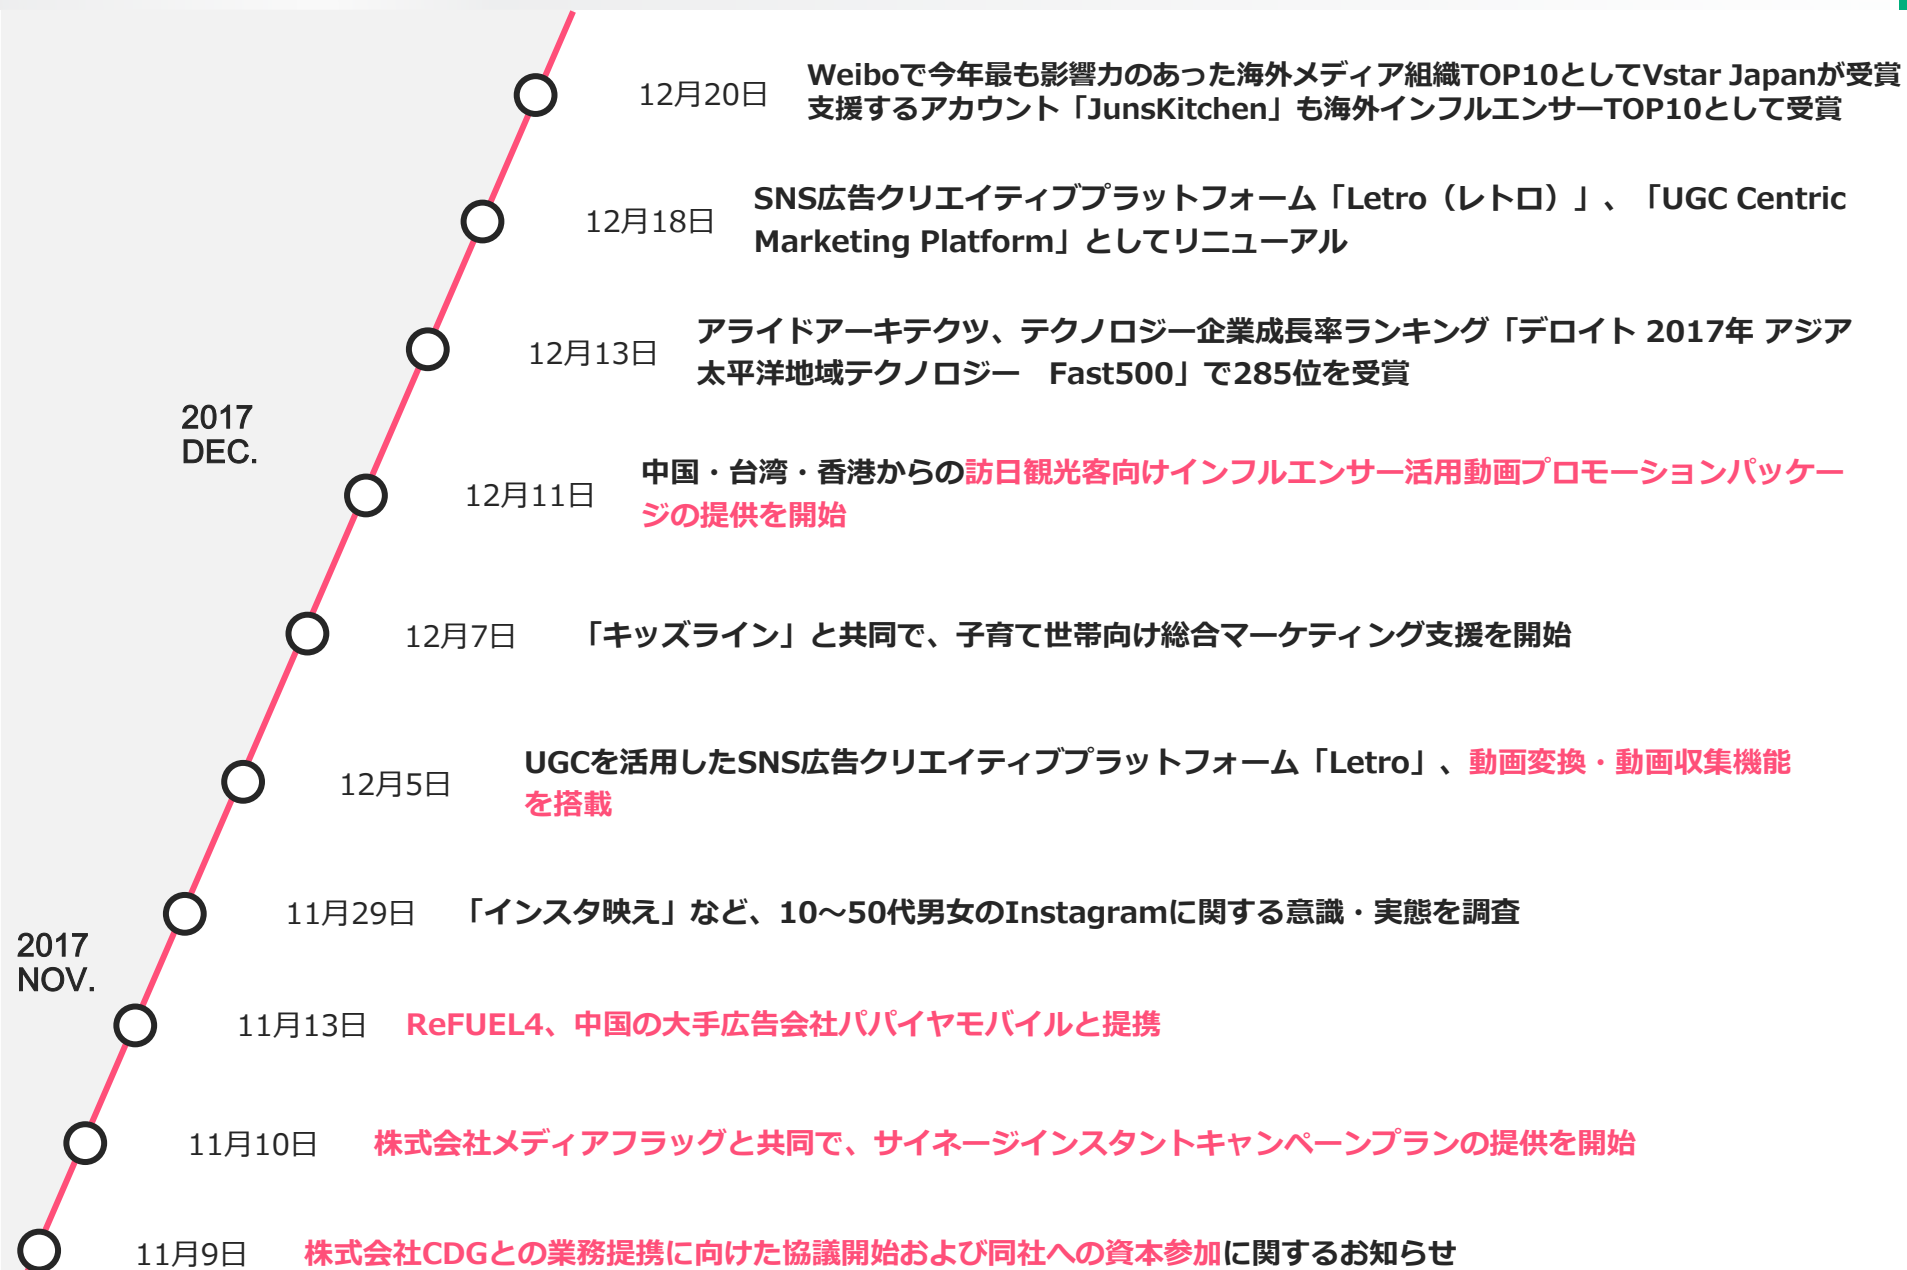 12月20日
Weiboで今年最も影響力のあった海外メディア組織TOP10としてVstar Japanが受賞
支援するアカウント「JunsKitchen」も海外インフルエンサーTOP10として受賞
12月18日
SNS広告クリエイティブプラットフォーム「Letro（レトロ）」、「UGC Centric
Marketing Platform」としてリニューアル
12月13日
アライドアーキテクツ、テクノロジー企業成長率ランキング「デロイト 2017年 アジア
太平洋地域テクノロジー　Fast500」で285位を受賞
2017
DEC.
12月11日
中国・台湾・香港からの訪日観光客向けインフルエンサー活用動画プロモーションパッケー
ジの提供を開始
12月7日
「キッズライン」と共同で、子育て世帯向け総合マーケティング支援を開始
12月5日
UGCを活用したSNS広告クリエイティブプラットフォーム「Letro」、動画変換・動画収集機能
を搭載
11月29日
「インスタ映え」など、10～50代男女のInstagramに関する意識・実態を調査
2017
NOV.
11月13日
ReFUEL4、中国の大手広告会社パパイヤモバイルと提携
11月10日
株式会社メディアフラッグと共同で、サイネージインスタントキャンペーンプランの提供を開始
11月9日
株式会社CDGとの業務提携に向けた協議開始および同社への資本参加に関するお知らせ